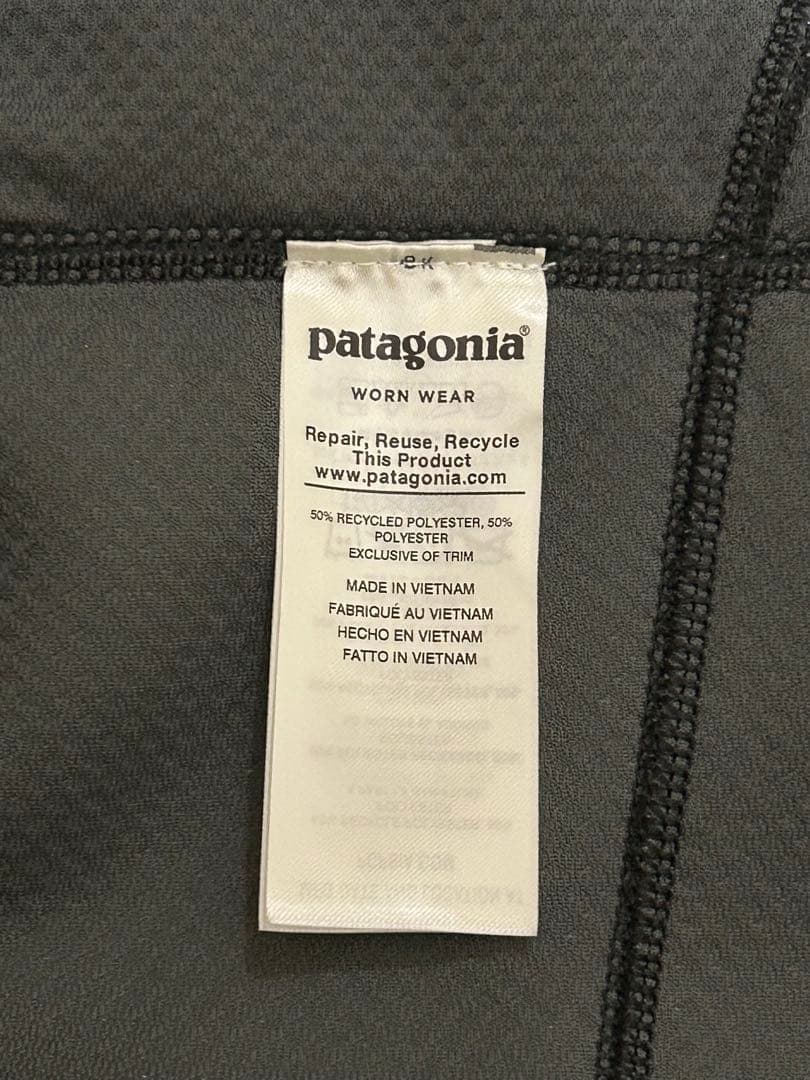 patagonia®
WORN WEAR
Repair, Reuse, Recycle
This Product
www.patagonia.com
50% RECYCLED POLYESTER, 50%
POLYESTER
EXCLUSIVE OF TRIM
MADE IN VIETNAM
FABRIQUÉ AU VIETNAM
HECHO EN VIETNAM
FATTO IN VIETNAM